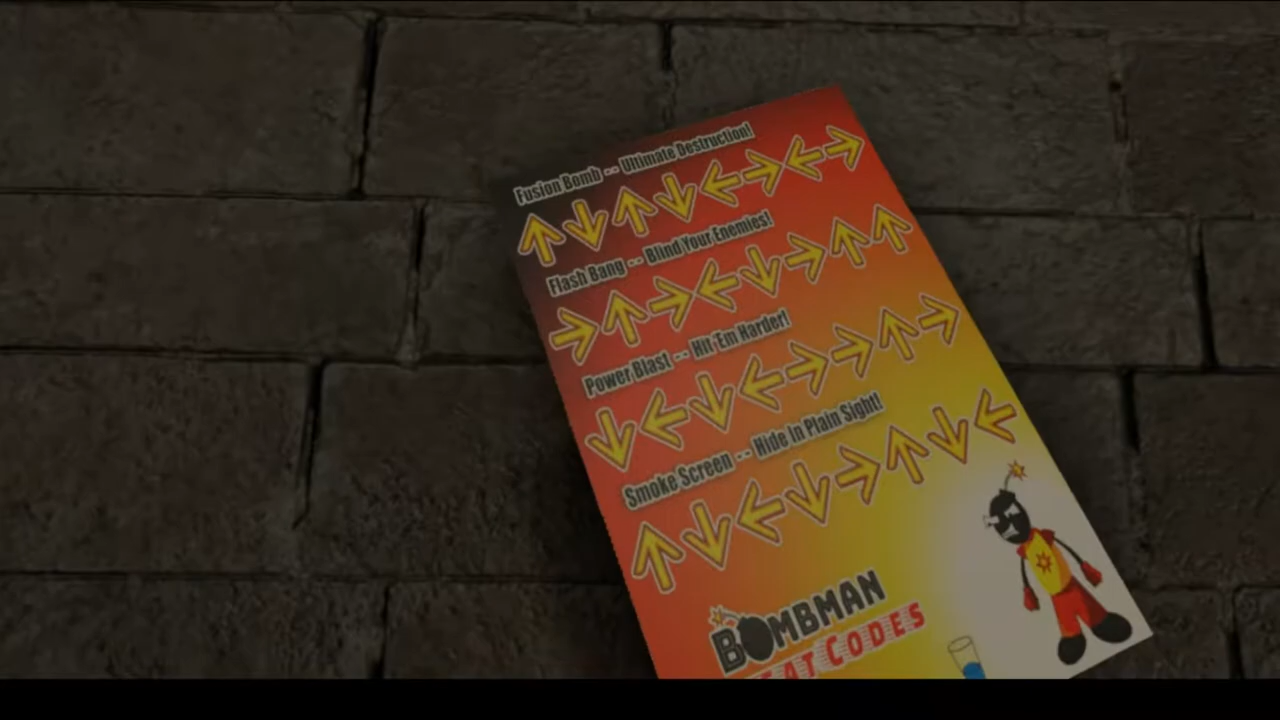 Fusion Bomb -- Ultimate Destruction!
↑↓↑↓←→←→
Flash Bang -- Blind Your Enemies!
→↑→←↓→↑↑
Power Blast -- Hit 'Em Harder!
↓←↓←→→↑→
Smoke Screen -- Hide In Plain Sight!
↑↓←↓→↑↓←
BOMBMAN
CODES